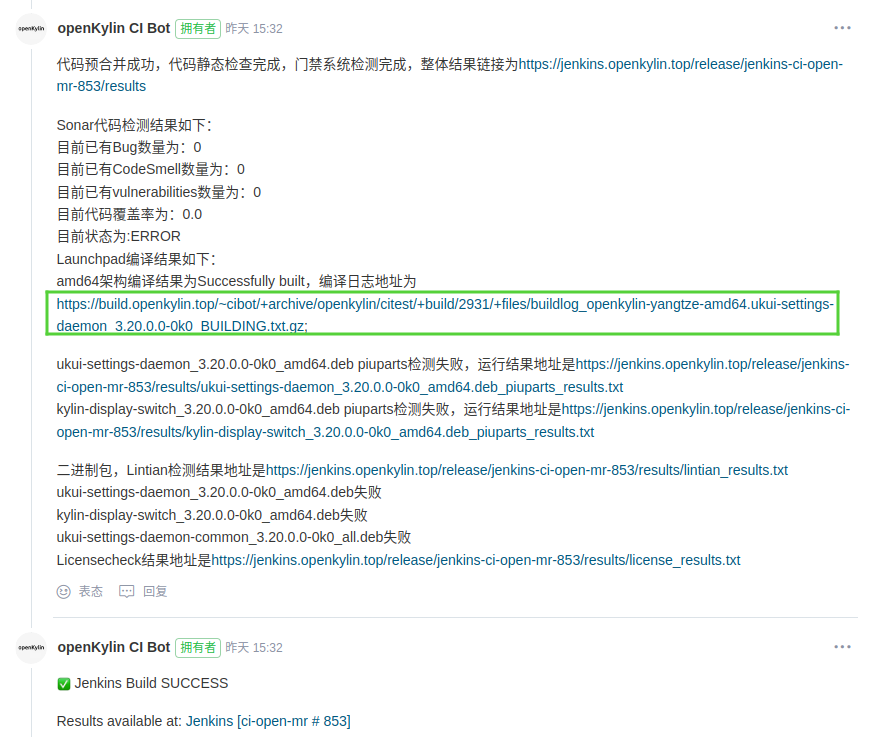 openKylin
openKylin CI Bot 拥有者 昨天 15:32
代码预合并成功，代码静态检查完成，门禁系统检测完成，整体结果链接为https://jenkins.openkylin.top/release/jenkins-ci-open-
mr-853/results
Sonar代码检测结果如下：
目前已有Bug数量为：0
目前已有CodeSmell数量为：0
目前已有vulnerabilities数量为：0
目前代码覆盖率为：0.0
目前状态为:ERROR
Launchpad编译结果如下：
amd64架构编译结果为Successfully built，编译日志地址为
https://build.openkylin.top/~cibot/+archive/openkylin/citest/+build/2931/+files/buildlog_openkylin-yangtze-amd64.ukui-settings-
daemon_3.20.0.0-0k0_BUILDING.txt.gz;
ukui-settings-daemon_3.20.0.0-0k0_amd64.deb piuparts检测失败，运行结果地址是https://jenkins.openkylin.top/release/jenkins-
ci-open-mr-853/results/ukui-settings-daemon_3.20.0.0-0k0_amd64.deb_piuparts_results.txt
kylin-display-switch_3.20.0.0-0k0_amd64.deb piuparts检测失败，运行结果地址是https://jenkins.openkylin.top/release/jenkins-ci-
open-mr-853/results/kylin-display-switch_3.20.0.0-0k0_amd64.deb_piuparts_results.txt
二进制包，Lintian检测结果地址是https://jenkins.openkylin.top/release/jenkins-ci-open-mr-853/results/lintian_results.txt
ukui-settings-daemon_3.20.0.0-0k0_amd64.deb失败
kylin-display-switch_3.20.0.0-0k0_amd64.deb失败
ukui-settings-daemon-common_3.20.0.0-0k0_all.deb失败
Licensecheck结果地址是https://jenkins.openkylin.top/release/jenkins-ci-open-mr-853/results/license_results.txt
表态 回复
openKylin
openKylin CI Bot 拥有者 昨天 15:32
✅ Jenkins Build SUCCESS
Results available at: Jenkins [ci-open-mr # 853]